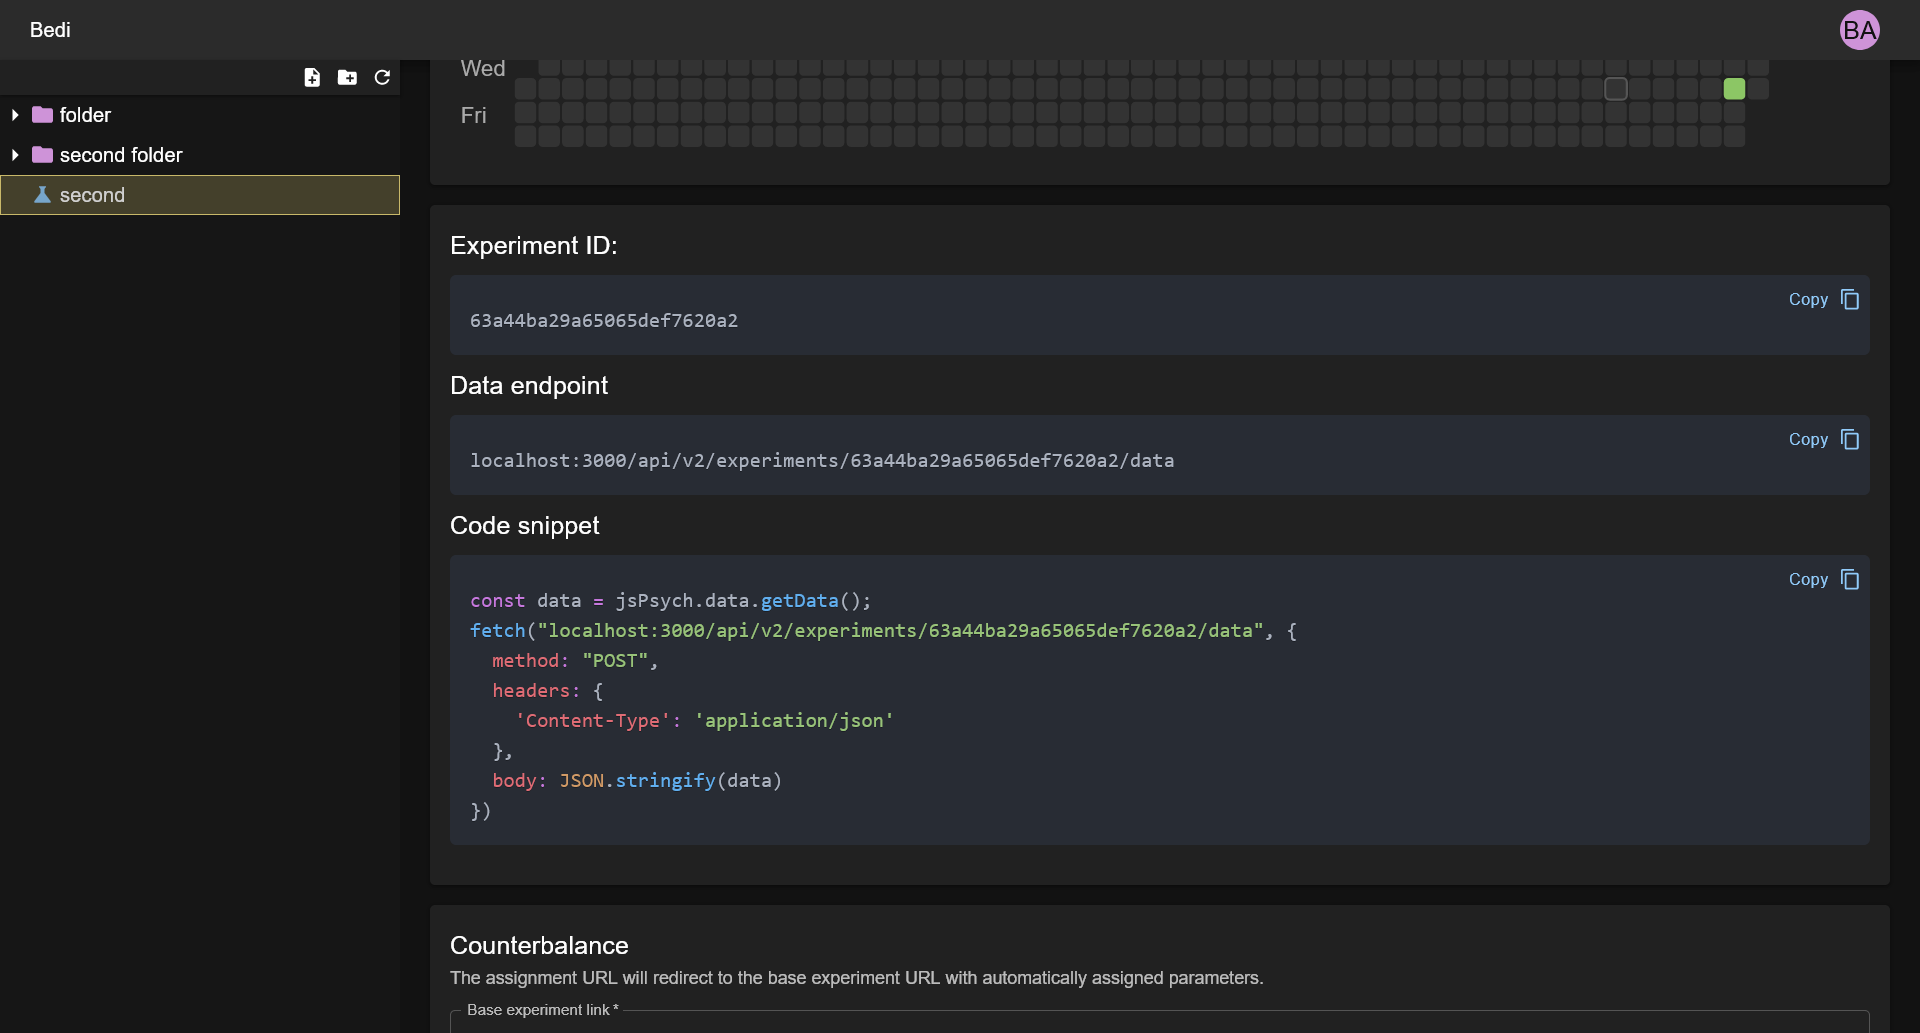 Bedi
BA
folder
second folder
second
Wed
Fri
Experiment ID:
Copy
63a44ba29a65065def7620a2
Data endpoint
Copy
localhost:3000/api/v2/experiments/63a44ba29a65065def7620a2/data
Code snippet
Copy
const data = jsPsych.data.getData();
fetch("localhost:3000/api/v2/experiments/63a44ba29a65065def7620a2/data", {
  method: "POST",
  headers: {
    'Content-Type': 'application/json'
  },
  body: JSON.stringify(data)
})
Counterbalance
The assignment URL will redirect to the base experiment URL with automatically assigned parameters.
Base experiment link *